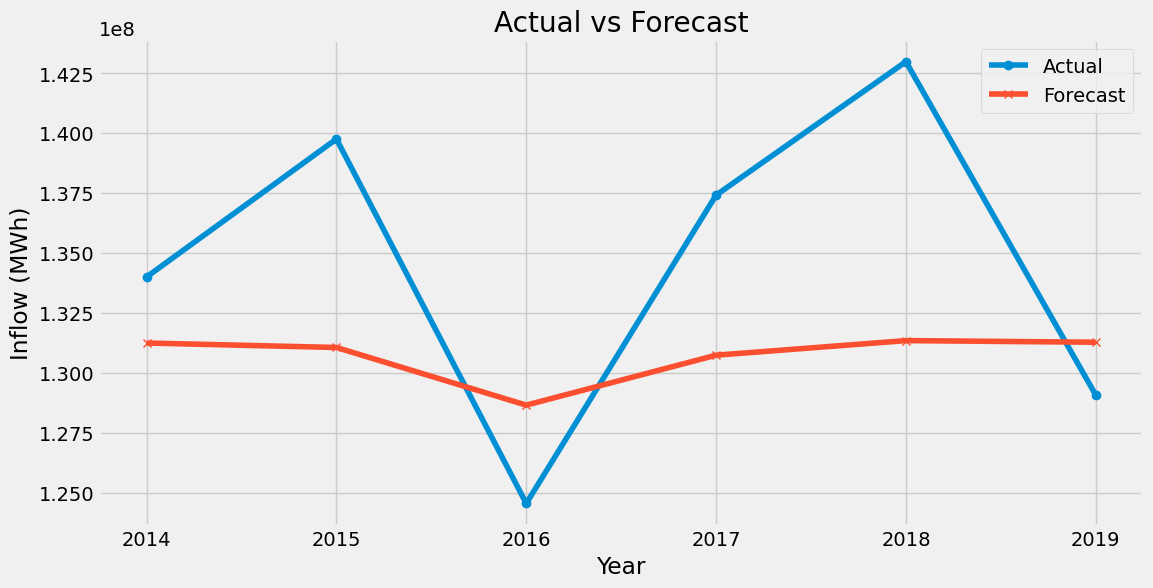 Actual vs Forecast
1e8
Actual
Forecast
Inflow (MWh)
1.425
1.400
1.375
1.350
1.325
1.300
1.275
1.250
2014 2015 2016 2017 2018 2019
Year